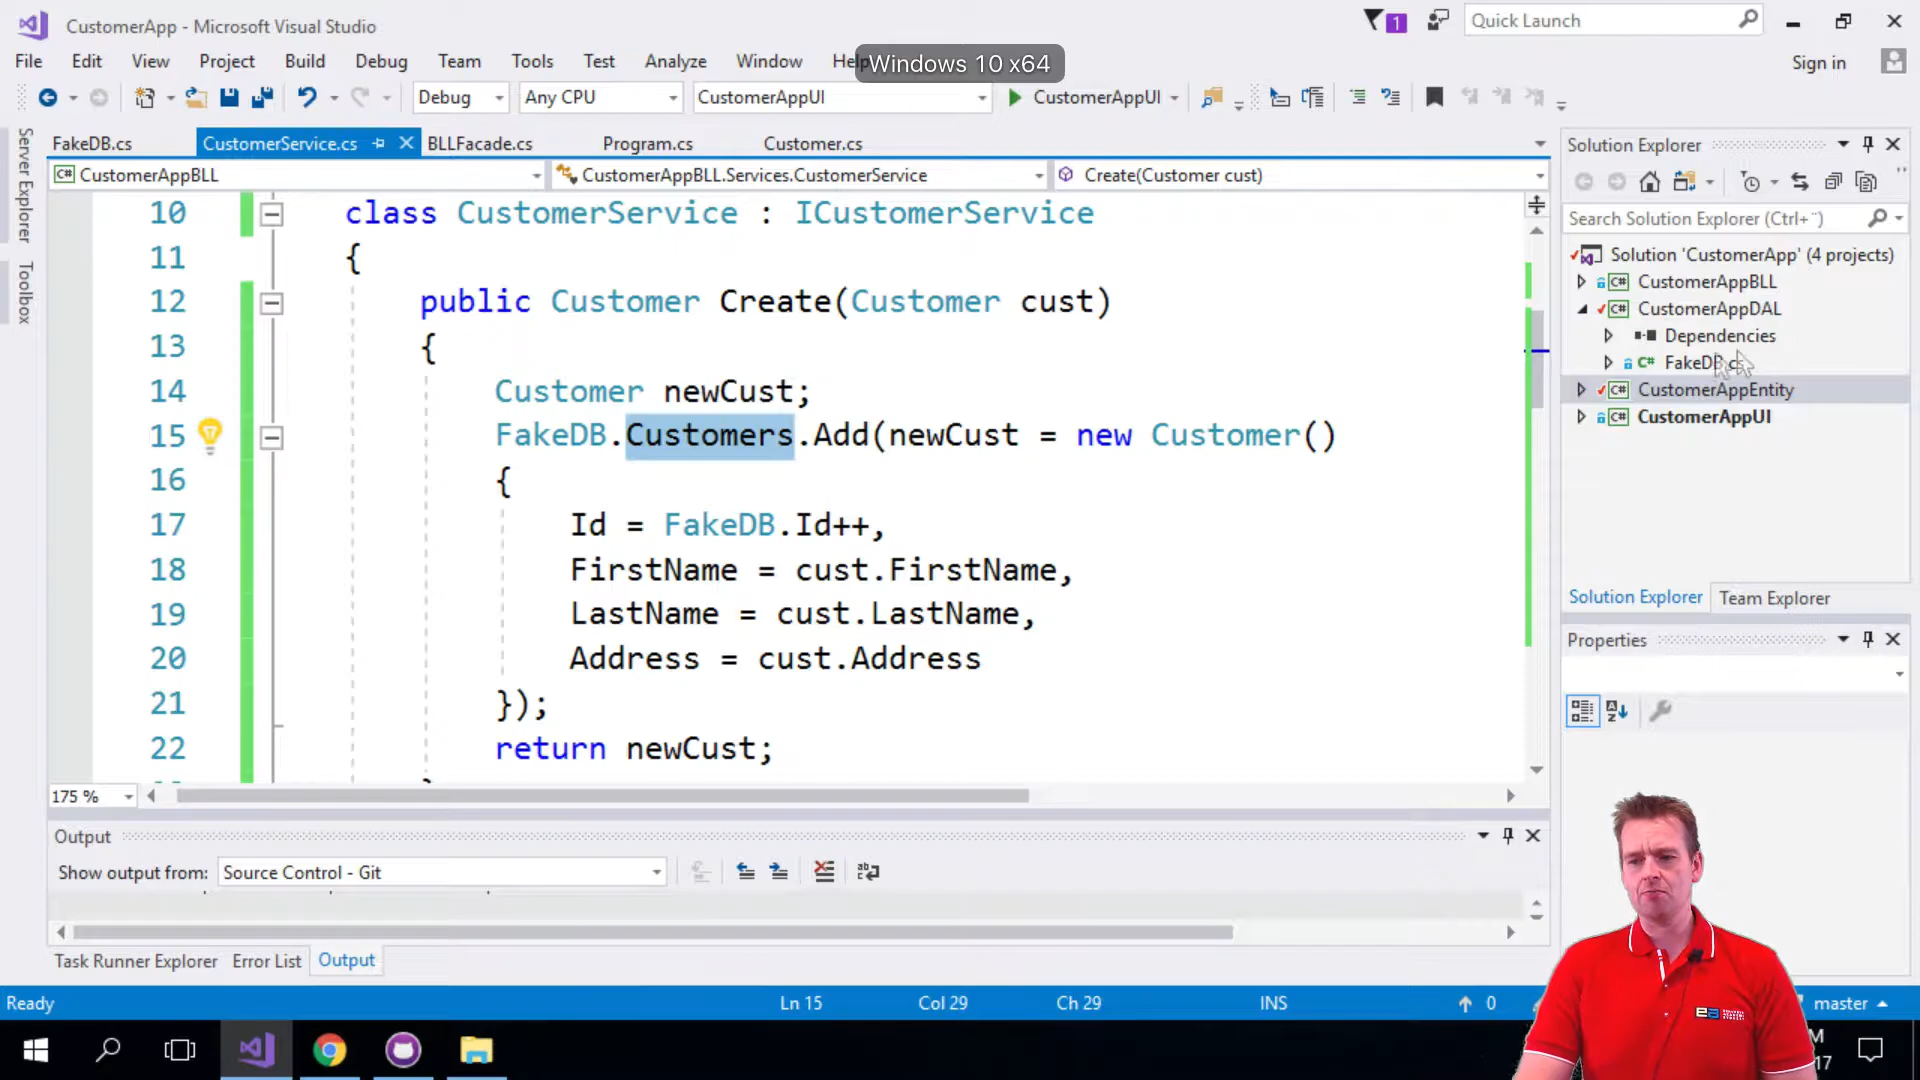 CustomerApp - Microsoft Visual Studio
1
Quick Launch
File Edit View Project Build Debug Team Tools Test Analyze Window Help
Windows 10 x64
Sign in
Debug Any CPU CustomerAppUI CustomerAppUI
Server Explorer
Toolbox
FakeDB.cs CustomerService.cs BLLFacade.cs Program.cs Customer.cs
CustomerAppBLL CustomerAppBLL.Services.CustomerService Create(Customer cust)
10 class CustomerService : ICustomerService
11 {
12 public Customer Create(Customer cust)
13 {
14 Customer newCust;
15 FakeDB.Customers.Add(newCust = new Customer()
16 {
17 Id = FakeDB.Id++,
18 FirstName = cust.FirstName,
19 LastName = cust.LastName,
20 Address = cust.Address
21 });
22 return newCust;
175 %
Output
Show output from: Source Control - Git
Task Runner Explorer Error List Output
Solution Explorer
Search Solution Explorer (Ctrl+¨)
Solution 'CustomerApp' (4 projects)
CustomerAppBLL
CustomerAppDAL
Dependencies
FakeDB.cs
CustomerAppEntity
CustomerAppUI
Solution Explorer Team Explorer
Properties
Ready Ln 15 Col 29 Ch 29 INS 0 master